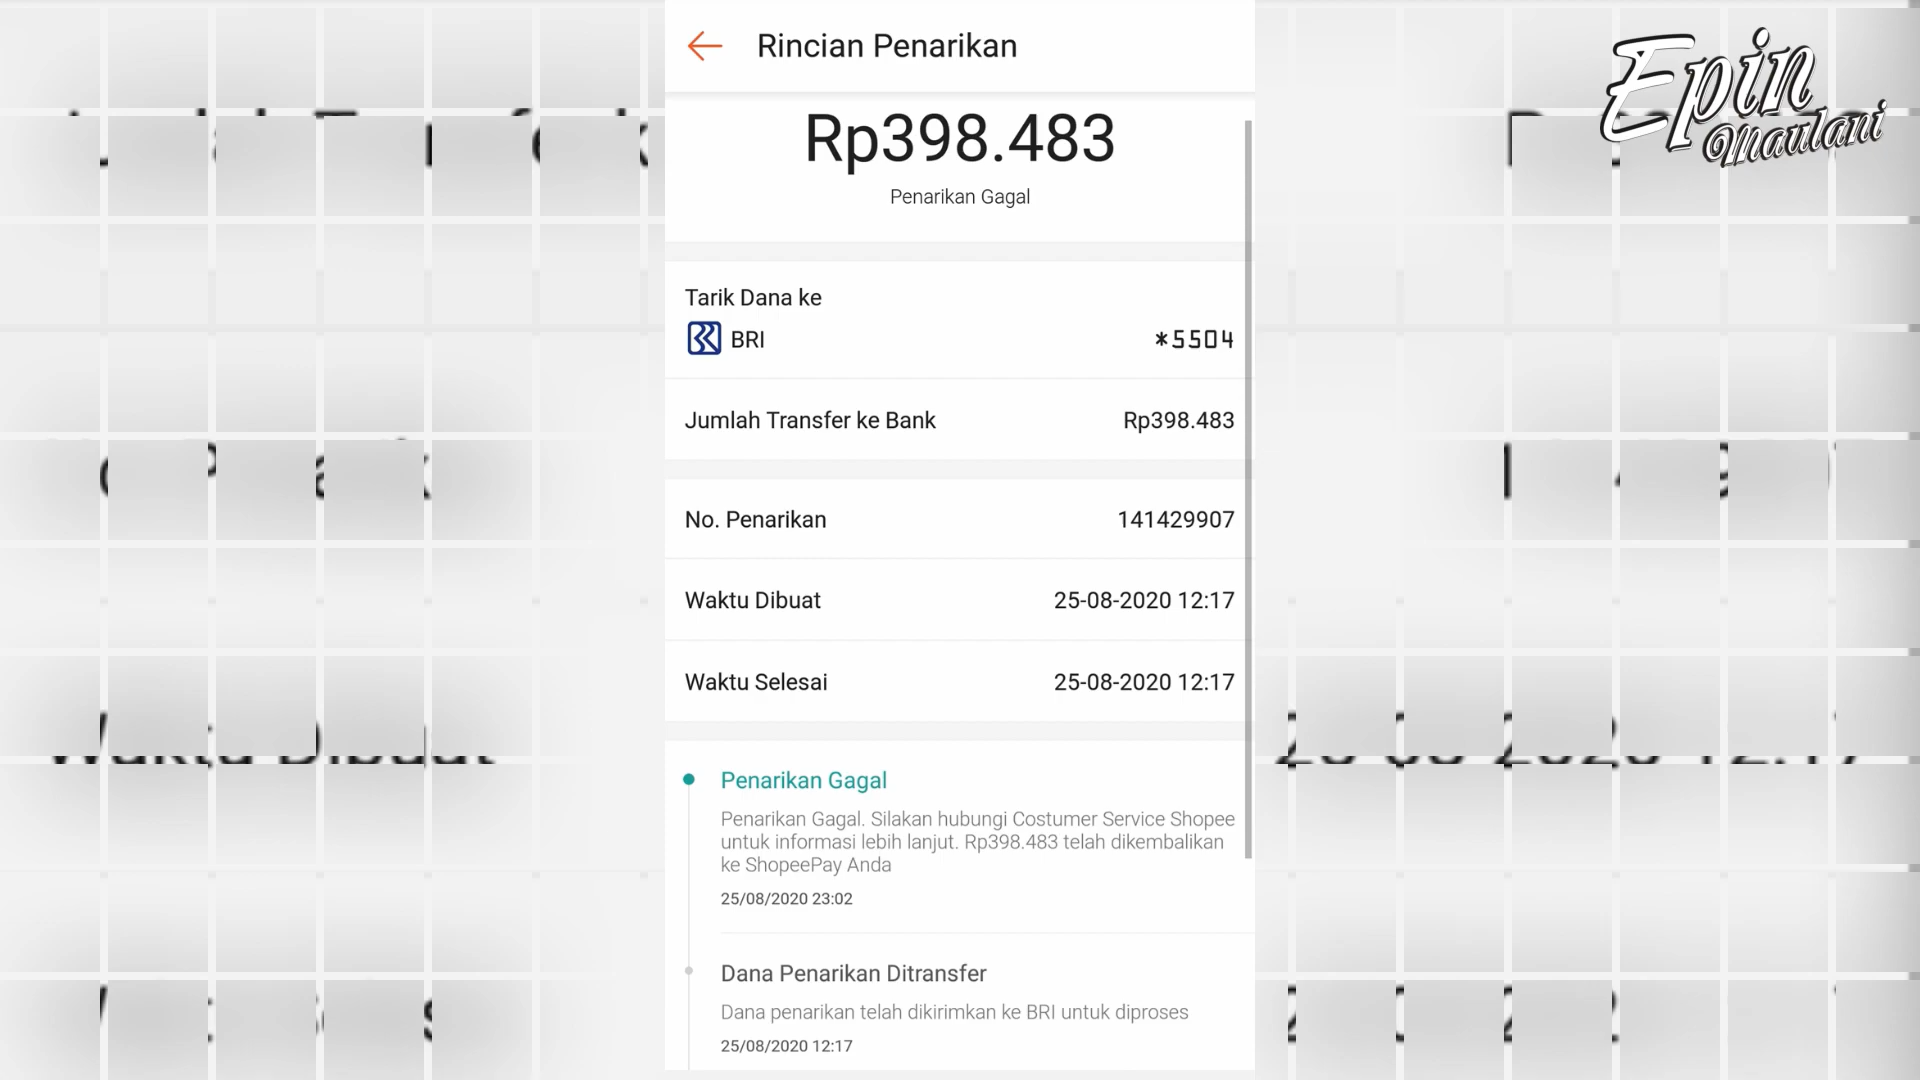 Rincian Penarikan
Epin
Maulani
Rp398.483
Penarikan Gagal
Tarik Dana ke
BRI *5504
Jumlah Transfer ke Bank Rp398.483
No. Penarikan 141429907
Waktu Dibuat 25-08-2020 12:17
Waktu Selesai 25-08-2020 12:17
Penarikan Gagal
Penarikan Gagal. Silakan hubungi Costumer Service Shopee
untuk informasi lebih lanjut. Rp398.483 telah dikembalikan
ke ShopeePay Anda
25/08/2020 23:02
Dana Penarikan Ditransfer
Dana penarikan telah dikirimkan ke BRI untuk diproses
25/08/2020 12:17